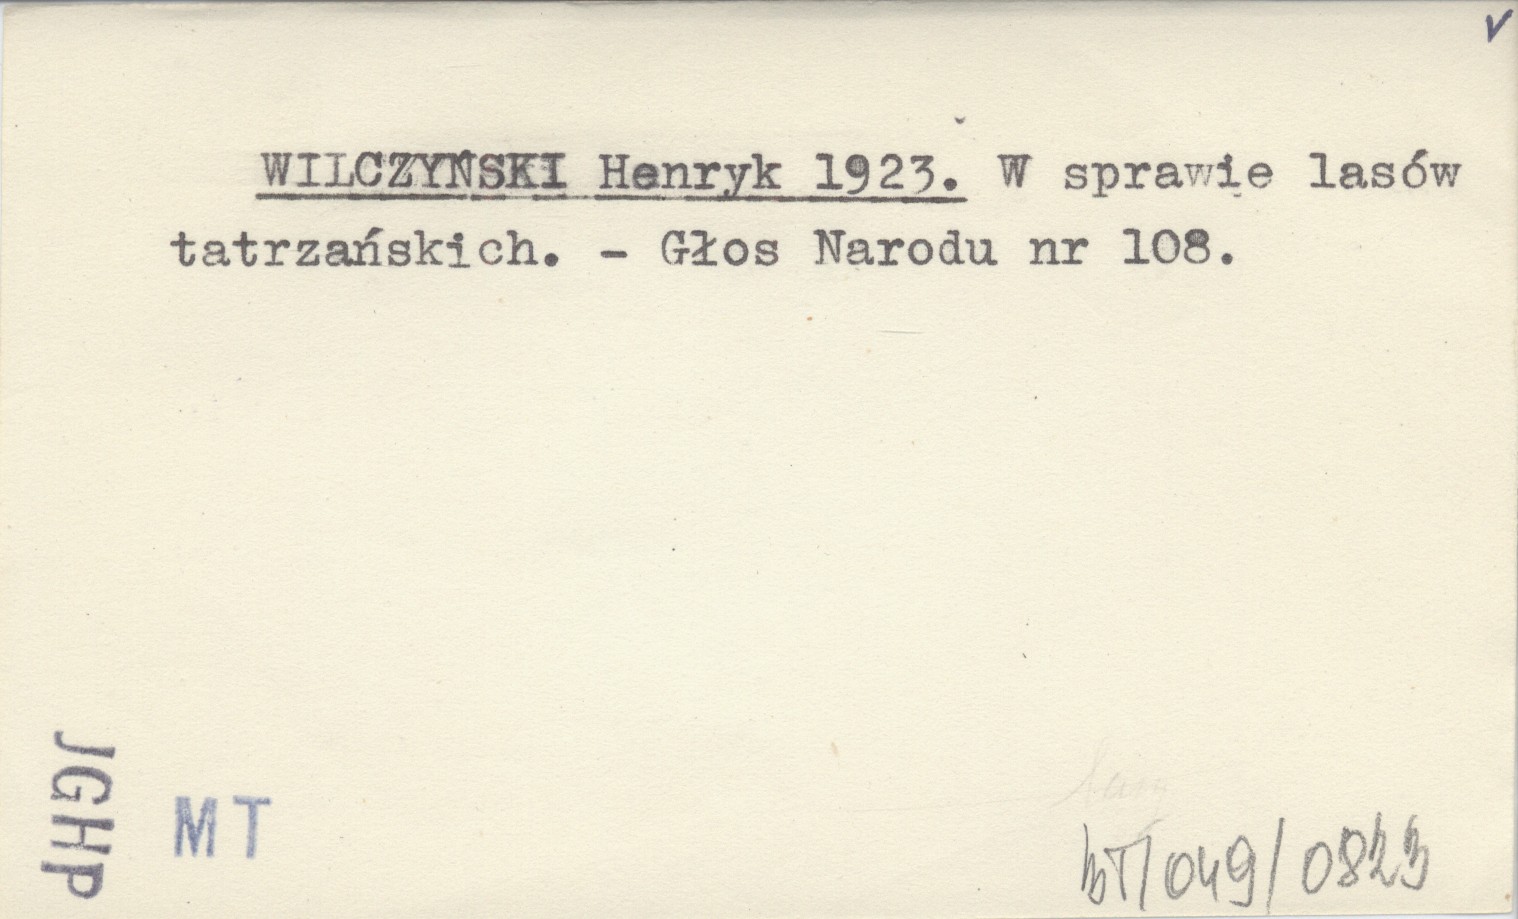 WILCZYŃSKI Henryk 1923. W sprawie lasów
tatrzańskich. - Głos Narodu nr 108.
JGHP
MT
bT/049/0823